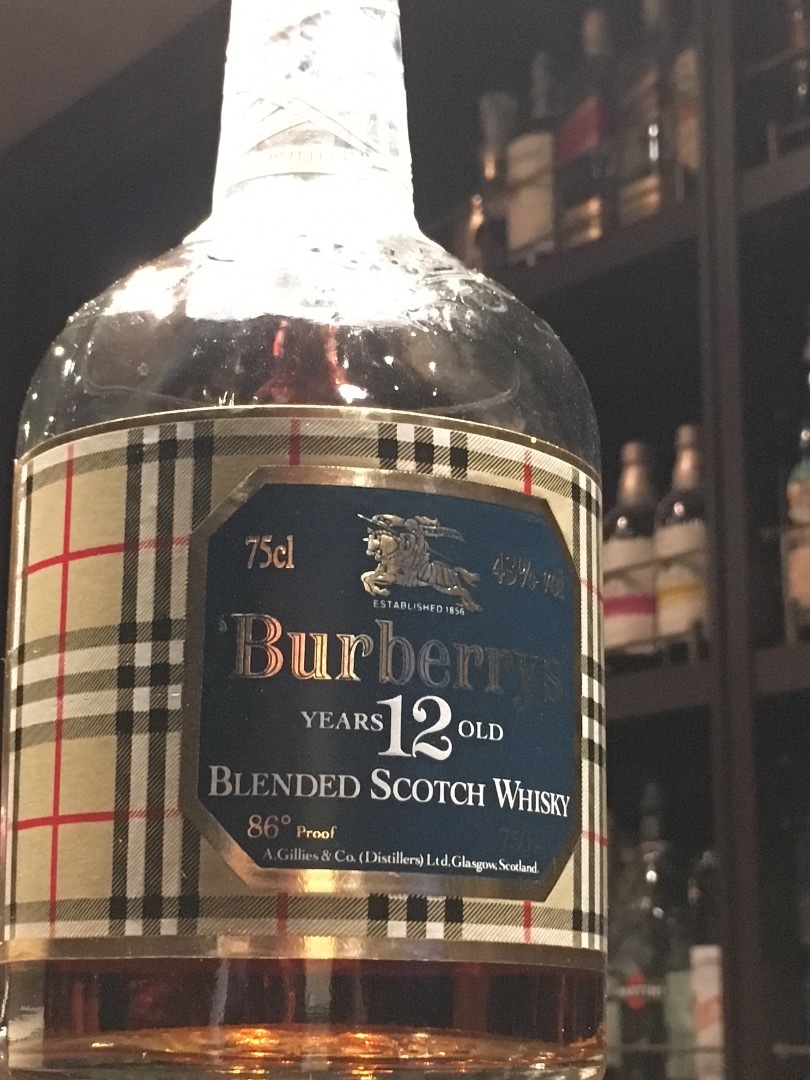 75cl
43% vol
ESTABLISHED 1856
Burberrys
YEARS 12 OLD
BLENDED SCOTCH WHISKY
86° Proof
A.Gillies & Co. (Distillers) Ltd, Glasgow, Scotland.